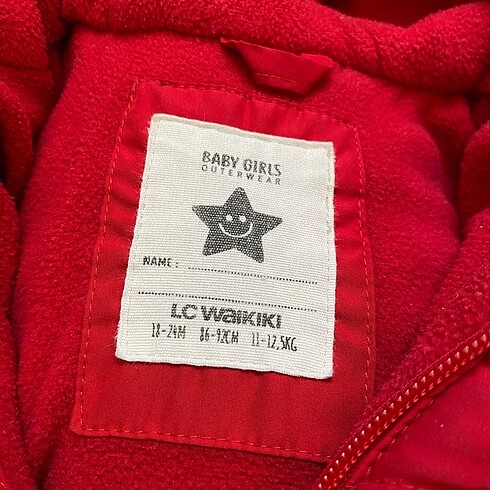 BABY GIRLS
OUTERWEAR
NAME :
LC WAIKIKI
18-24M 86-92CM 11-12,5KG